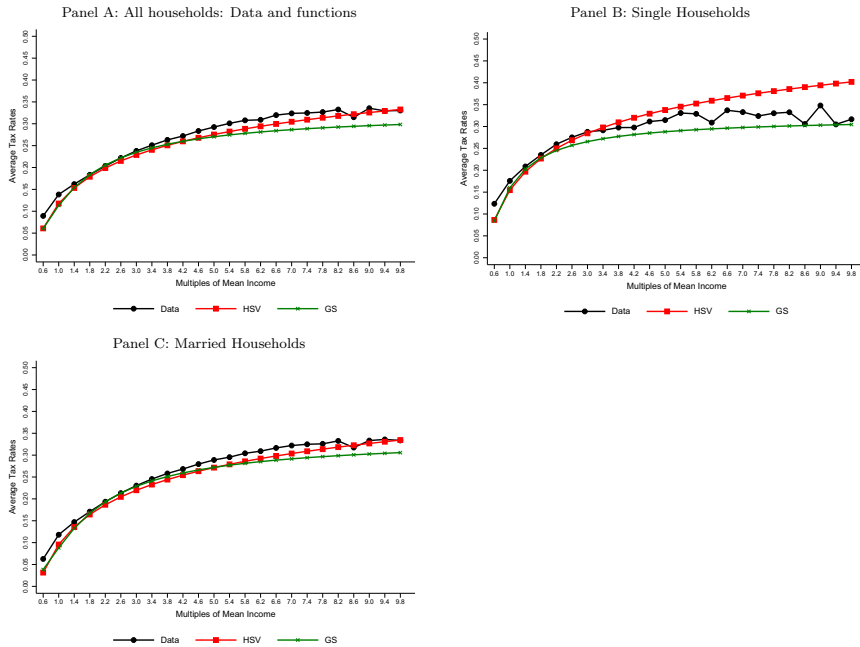 Panel A: All households: Data and functions
Average Tax Rates
0.50
0.45
0.40
0.35
0.30
0.25
0.20
0.15
0.10
0.05
0.00
0.6 1.0 1.4 1.8 2.2 2.6 3.0 3.4 3.8 4.2 4.6 5.0 5.4 5.8 6.2 6.6 7.0 7.4 7.8 8.2 8.6 9.0 9.4 9.8
Multiples of Mean Income
Data HSV GS
Panel B: Single Households
Average Tax Rates
0.50
0.45
0.40
0.35
0.30
0.25
0.20
0.15
0.10
0.05
0.00
0.6 1.0 1.4 1.8 2.2 2.6 3.0 3.4 3.8 4.2 4.6 5.0 5.4 5.8 6.2 6.6 7.0 7.4 7.8 8.2 8.6 9.0 9.4 9.8
Multiples of Mean Income
Data HSV GS
Panel C: Married Households
Average Tax Rates
0.50
0.45
0.40
0.35
0.30
0.25
0.20
0.15
0.10
0.05
0.00
0.6 1.0 1.4 1.8 2.2 2.6 3.0 3.4 3.8 4.2 4.6 5.0 5.4 5.8 6.2 6.6 7.0 7.4 7.8 8.2 8.6 9.0 9.4 9.8
Multiples of Mean Income
Data HSV GS